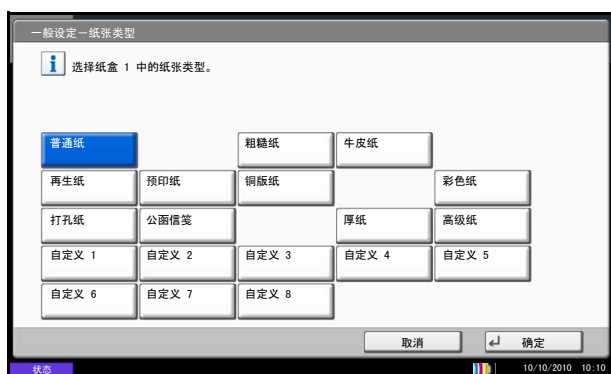 一般设定－纸张类型
选择纸盒 1 中的纸张类型。
普通纸 粗糙纸 牛皮纸
再生纸 预印纸 铜版纸 彩色纸
打孔纸 公函信笺 厚纸 高级纸
自定义 1 自定义 2 自定义 3 自定义 4 自定义 5
自定义 6 自定义 7 自定义 8
取消 确定
状态 10/10/2010 10:10